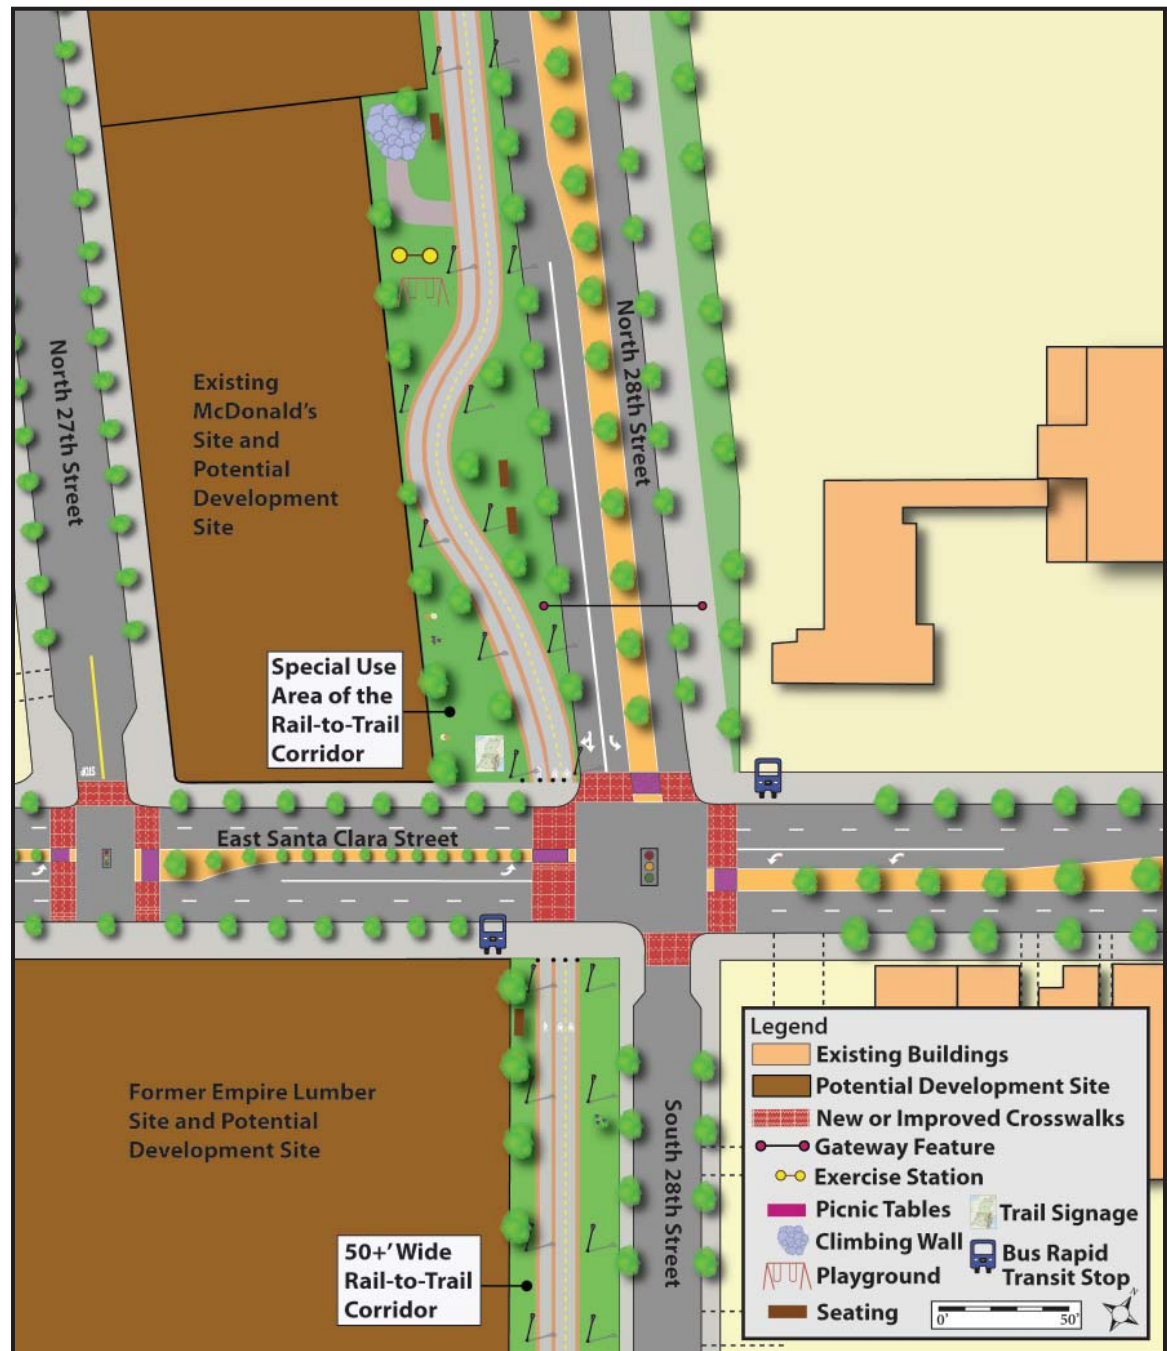 North 27th Street
Existing
McDonald's
Site and
Potential
Development
Site
North 28th Street
Special Use
Area of the
Rail-to-Trail
Corridor
STOP
East Santa Clara Street
Former Empire Lumber
Site and Potential
Development Site
South 28th Street
50+' Wide
Rail-to-Trail
Corridor
Legend
Existing Buildings
Potential Development Site
New or Improved Crosswalks
Gateway Feature
Exercise Station
Picnic Tables
Trail Signage
Climbing Wall
Bus Rapid
Transit Stop
Playground
Seating
0' 50'
N